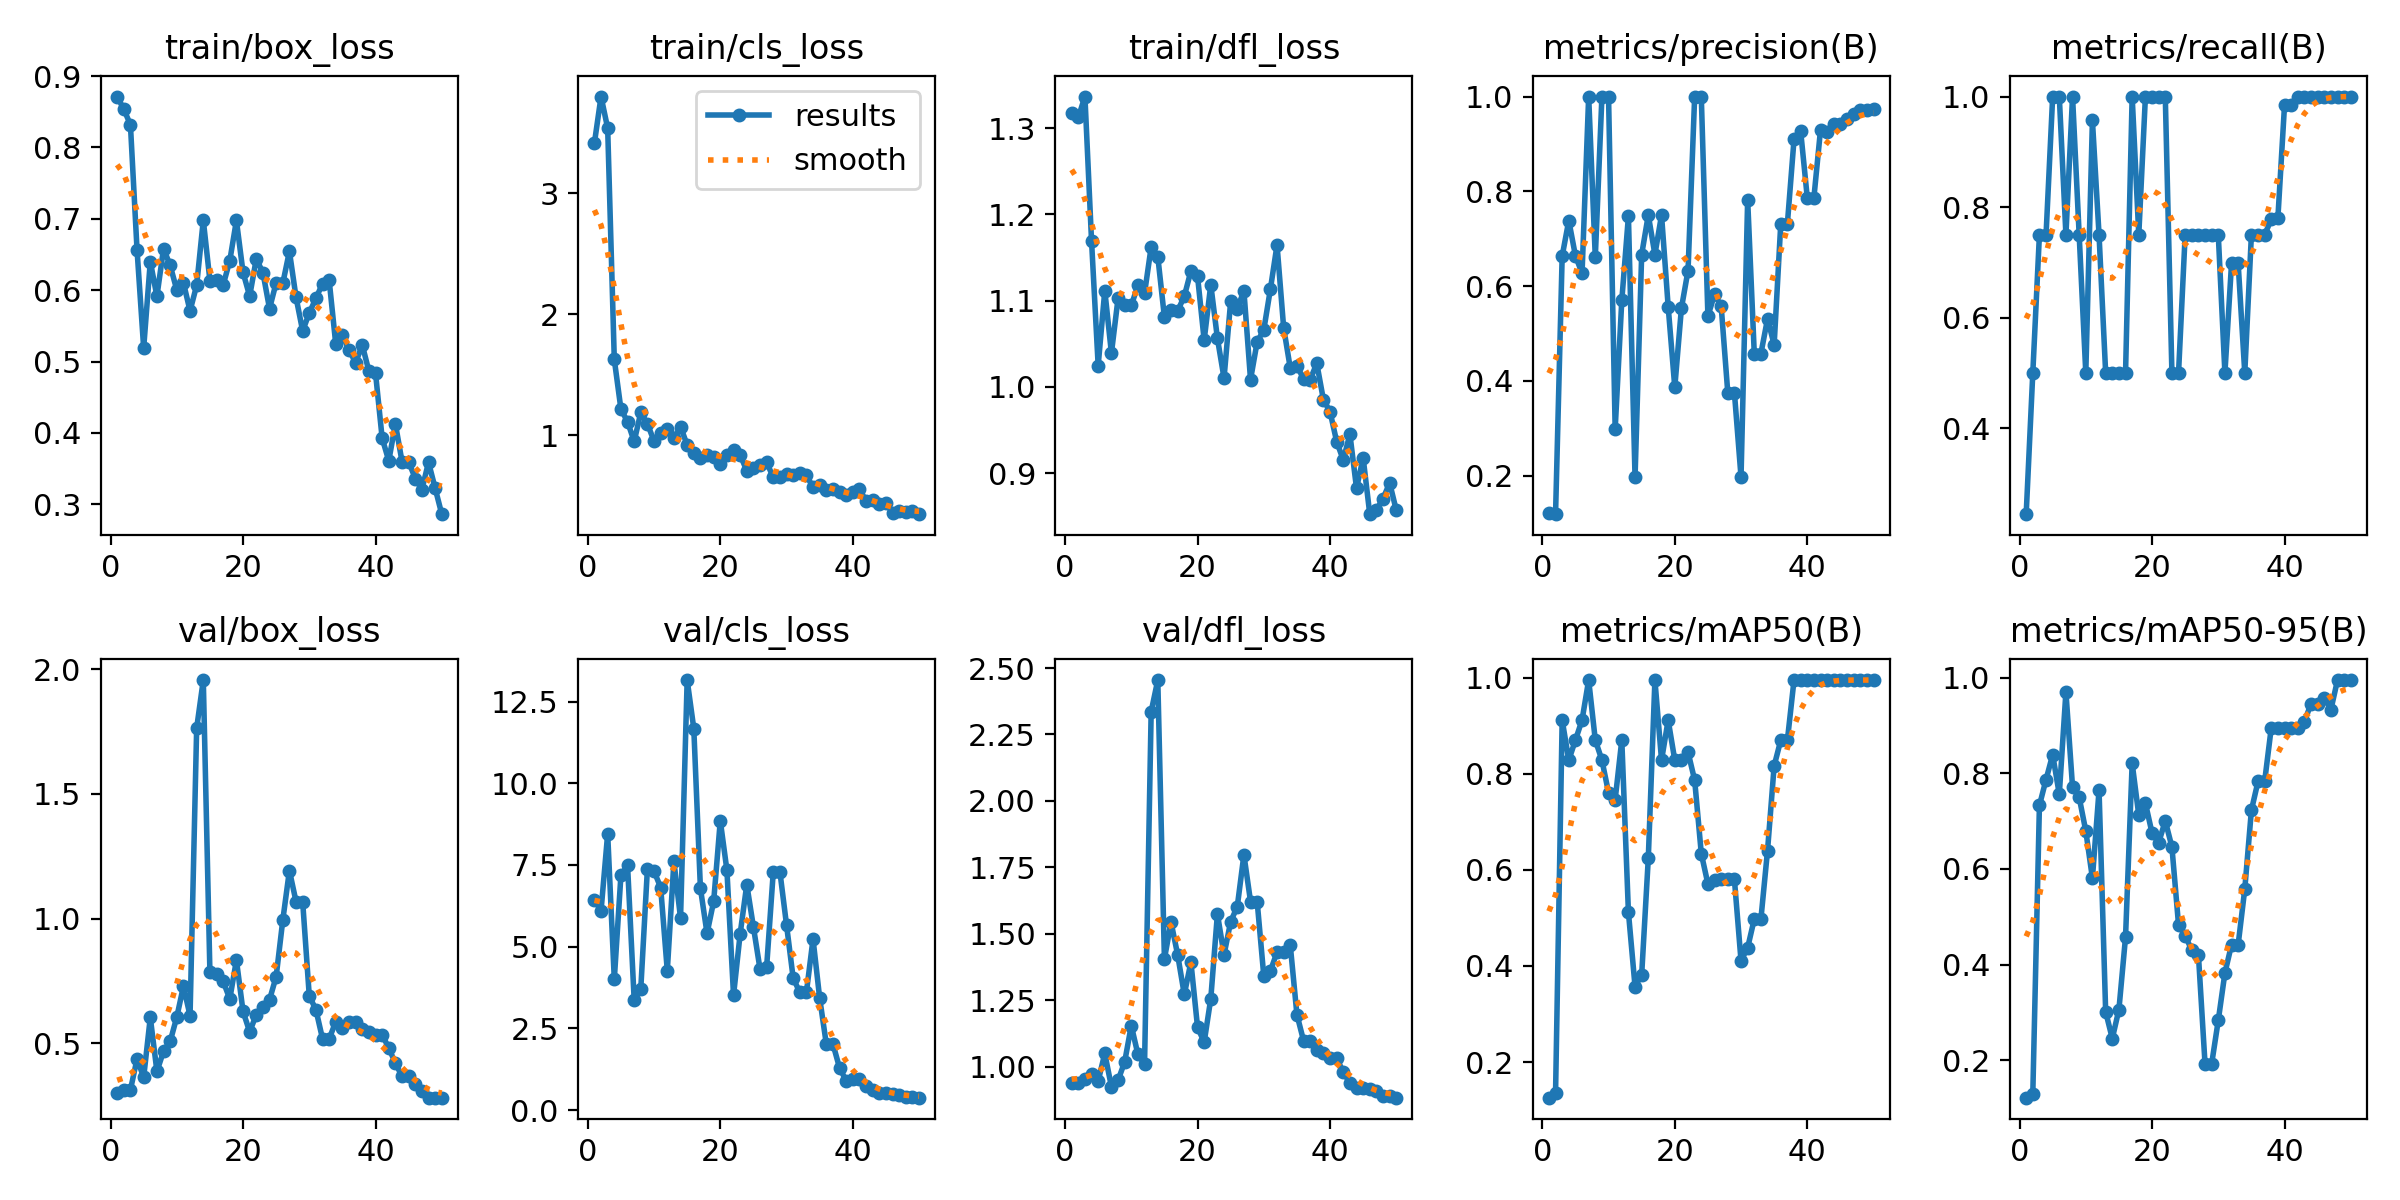 train/box_loss
train/cls_loss
train/dfl_loss
metrics/precision(B)
metrics/recall(B)
0.9
0.8
0.7
0.6
0.5
0.4
0.3
0 20 40
results
smooth
3
2
1
0 20 40
1.3
1.2
1.1
1.0
0.9
0 20 40
1.0
0.8
0.6
0.4
0.2
0 20 40
1.0
0.8
0.6
0.4
0 20 40
val/box_loss
val/cls_loss
val/dfl_loss
metrics/mAP50(B)
metrics/mAP50-95(B)
2.0
1.5
1.0
0.5
0 20 40
12.5
10.0
7.5
5.0
2.5
0.0
0 20 40
2.50
2.25
2.00
1.75
1.50
1.25
1.00
0 20 40
1.0
0.8
0.6
0.4
0.2
0 20 40
1.0
0.8
0.6
0.4
0.2
0 20 40